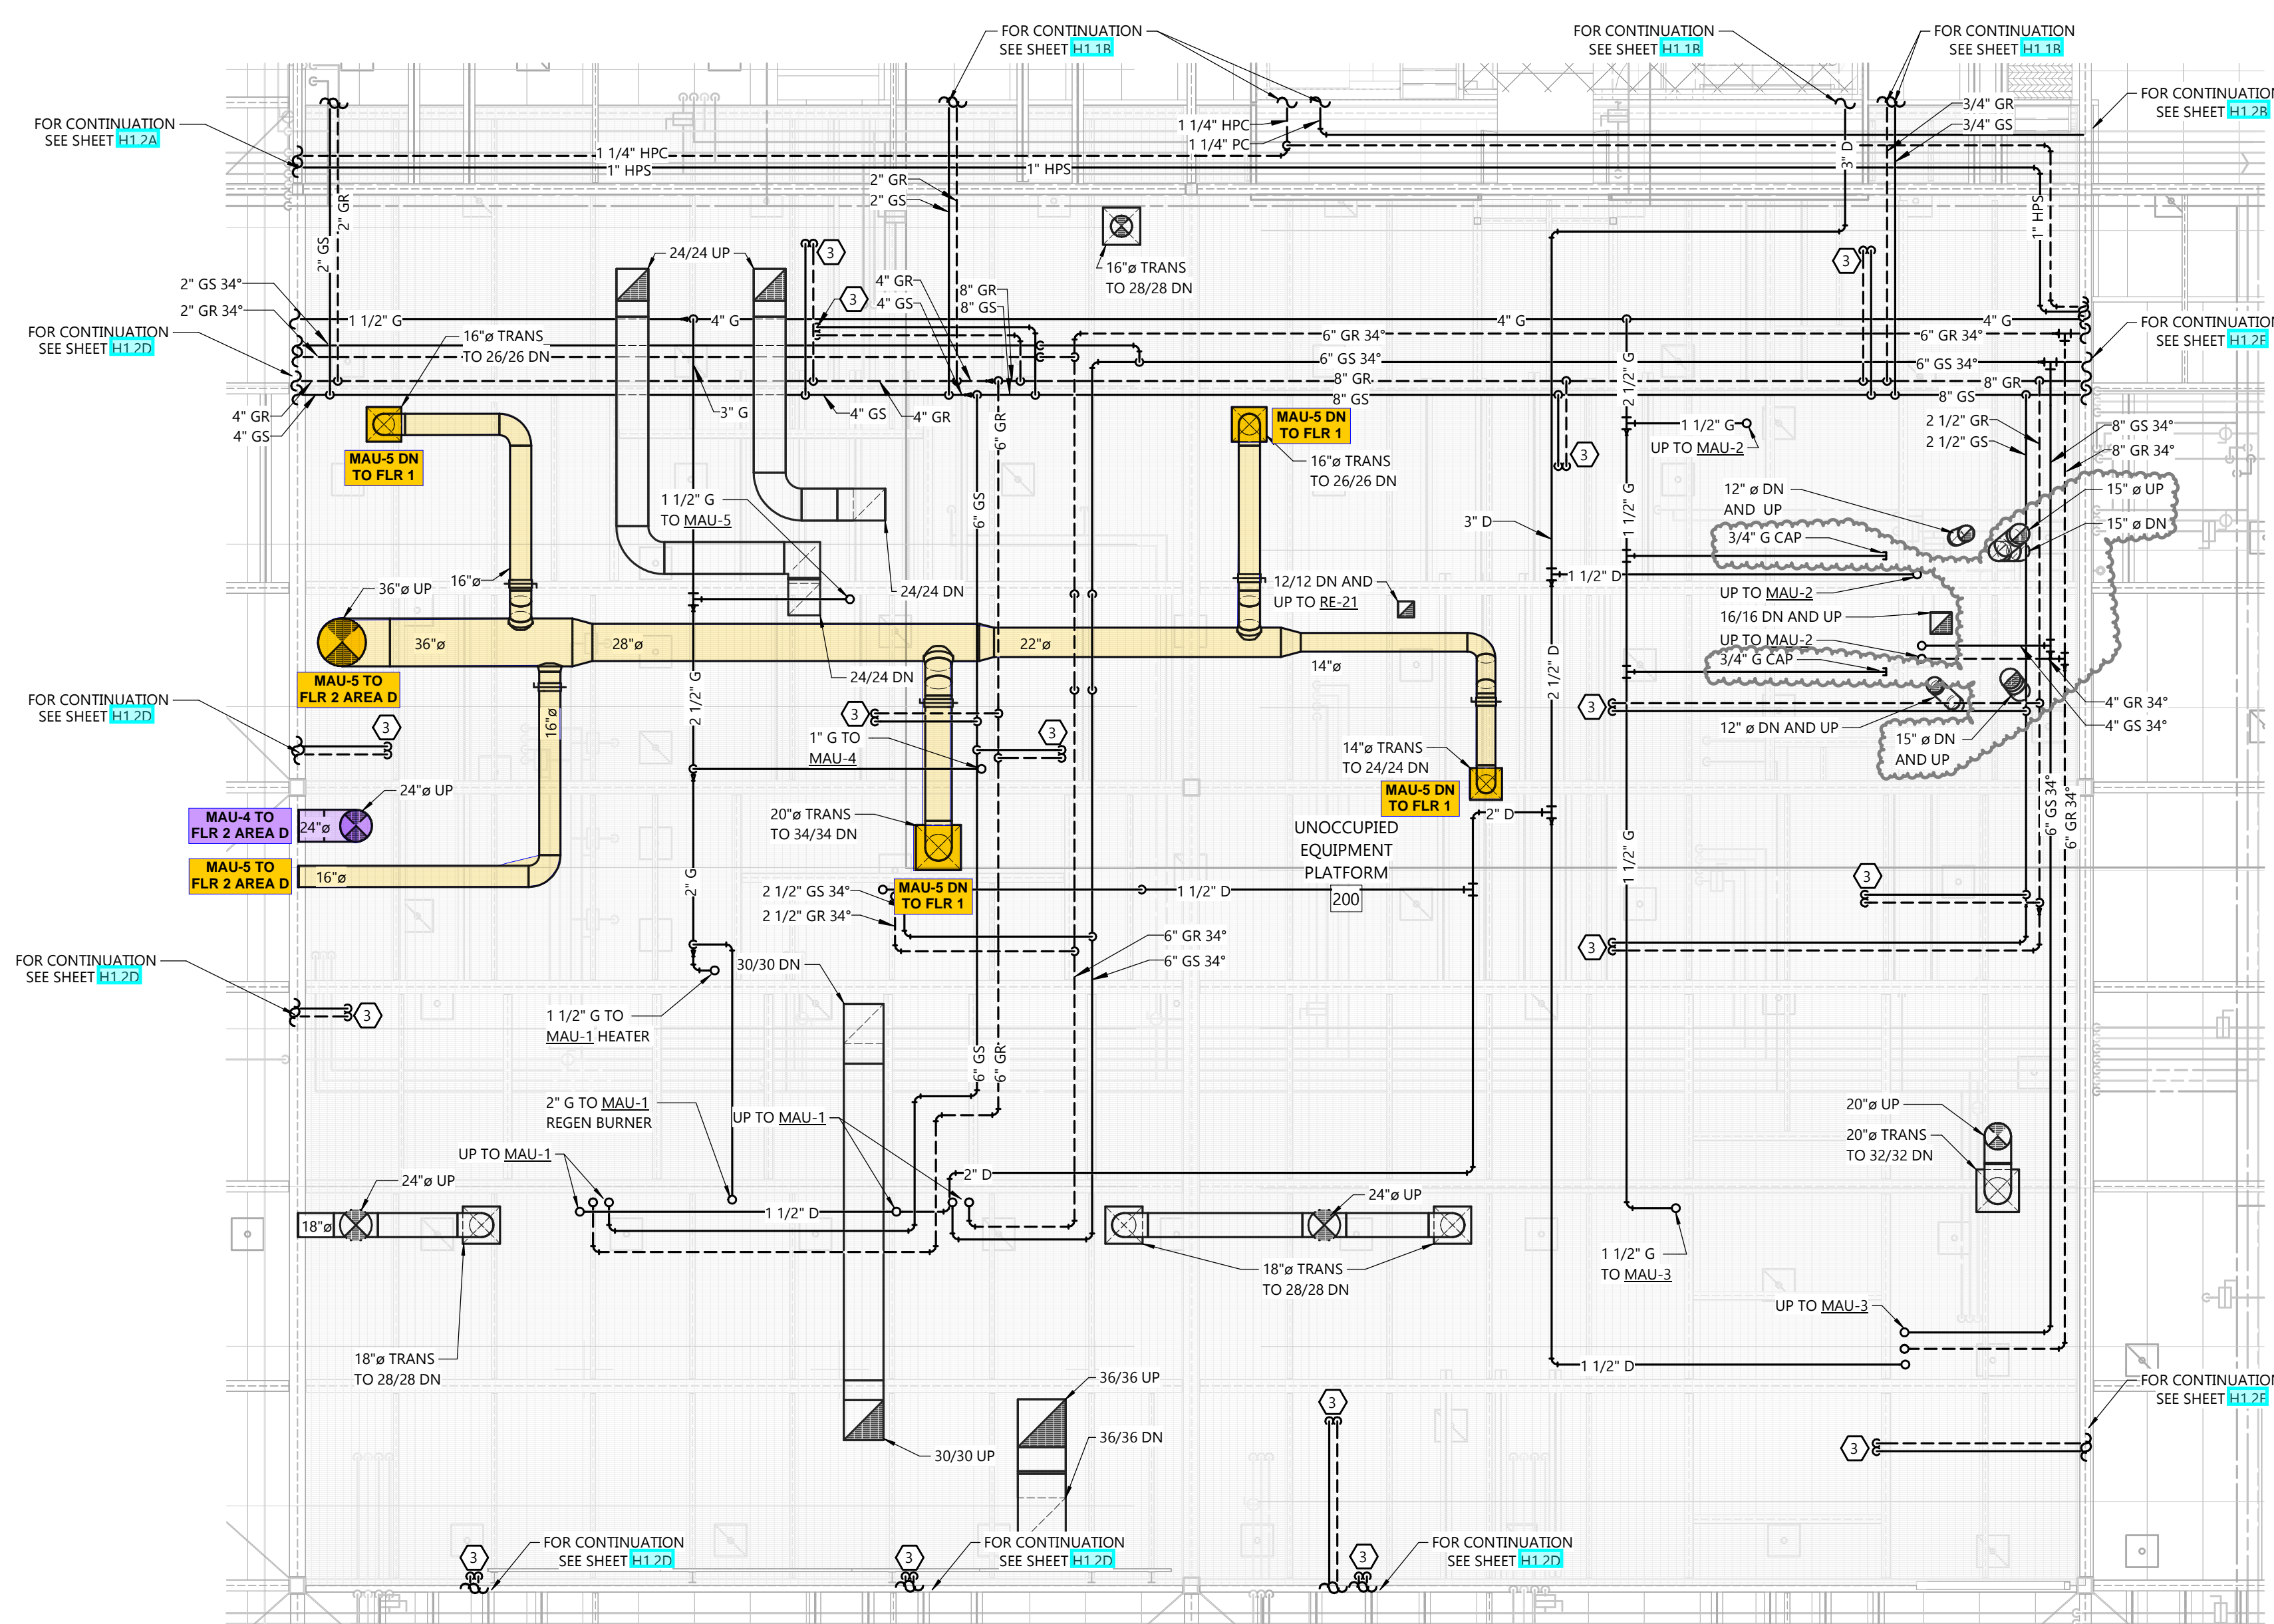 FOR CONTINUATION
SEE SHEET H1.1B
FOR CONTINUATION
SEE SHEET H1.1B
FOR CONTINUATION
SEE SHEET H1.1B
FOR CONTINUATION
SEE SHEET H1.2A
FOR CONTINUATION
SEE SHEET H1.2B
1 1/4" HPC
1 1/4" PC
3/4" GR
3/4" GS
3" D
1 1/4" HPC
1" HPS
1" HPS
1" HPS
2" GR
2" GS
2" GR
2" GS
24/24 UP
3
3
3
16"ø TRANS
TO 28/28 DN
2" GS 34°
2" GR 34°
FOR CONTINUATION
SEE SHEET H1.2D
4" GR
4" GS
8" GR
8" GS
1 1/2" G
4" G
4" G
4" G
16"ø TRANS
TO 26/26 DN
6" GR 34°
6" GR 34°
6" GS 34°
6" GS 34°
FOR CONTINUATION
8" GR
8" GS
8" GR
8" GS
4" GR
4" GS
3" G
4" GS
4" GR
6" GR
2 1/2" G
MAU-5 DN
TO FLR 1
MAU-5 DN
TO FLR 1
16"ø TRANS
TO 26/26 DN
3
1 1/2" G
UP TO MAU-2
2 1/2" GR
2 1/2" GS
8" GS 34°
8" GR 34°
1 1/2" G
TO MAU-5
6" GS
1 1/2" G
3" D
12" ø DN
AND UP
15" ø UP
15" ø DN
3/4" G CAP
36"ø UP
16"ø
24/24 DN
12/12 DN AND
UP TO RE-21
1 1/2" D
UP TO MAU-2
16/16 DN AND UP
UP TO MAU-2
3/4" G CAP
36"ø
28"ø
22"ø
14"ø
24/24 DN
MAU-5 TO
FLR 2 AREA D
2 1/2" G
2 1/2" D
FOR CONTINUATION
SEE SHEET H1.2D
3
16"ø
3
3
3
4" GR 34°
4" GS 34°
12" ø DN AND UP
15" ø DN
AND UP
1" G TO
MAU-4
14"ø TRANS
TO 24/24 DN
MAU-5 DN
TO FLR 1
24"ø UP
MAU-4 TO
FLR 2 AREA D
24"ø
20"ø TRANS
TO 34/34 DN
2" D
UNOCCUPIED
EQUIPMENT
PLATFORM
200
6" GS 34°
6" GR 34°
MAU-5 TO
FLR 2 AREA D
16"ø
2" G
2 1/2" GS 34°
2 1/2" GR 34°
MAU-5 DN
TO FLR 1
1 1/2" D
1 1/2" G
3
3
6" GR 34°
6" GS 34°
FOR CONTINUATION
SEE SHEET H1.2D
3
30/30 DN
1 1/2" G TO
MAU-1 HEATER
6" GS
6" GR
2" G TO MAU-1
REGEN BURNER
UP TO MAU-1
UP TO MAU-1
20"ø UP
20"ø TRANS
TO 32/32 DN
24"ø UP
2" D
24"ø UP
18"ø
1 1/2" D
18"ø TRANS
TO 28/28 DN
1 1/2" G
TO MAU-3
UP TO MAU-3
18"ø TRANS
TO 28/28 DN
1 1/2" D
36/36 UP
36/36 DN
30/30 UP
FOR CONTINUATION
3
3
FOR CONTINUATION
SEE SHEET H1.2D
3
FOR CONTINUATION
SEE SHEET H1.2D
3
FOR CONTINUATION
SEE SHEET H1.2D
3